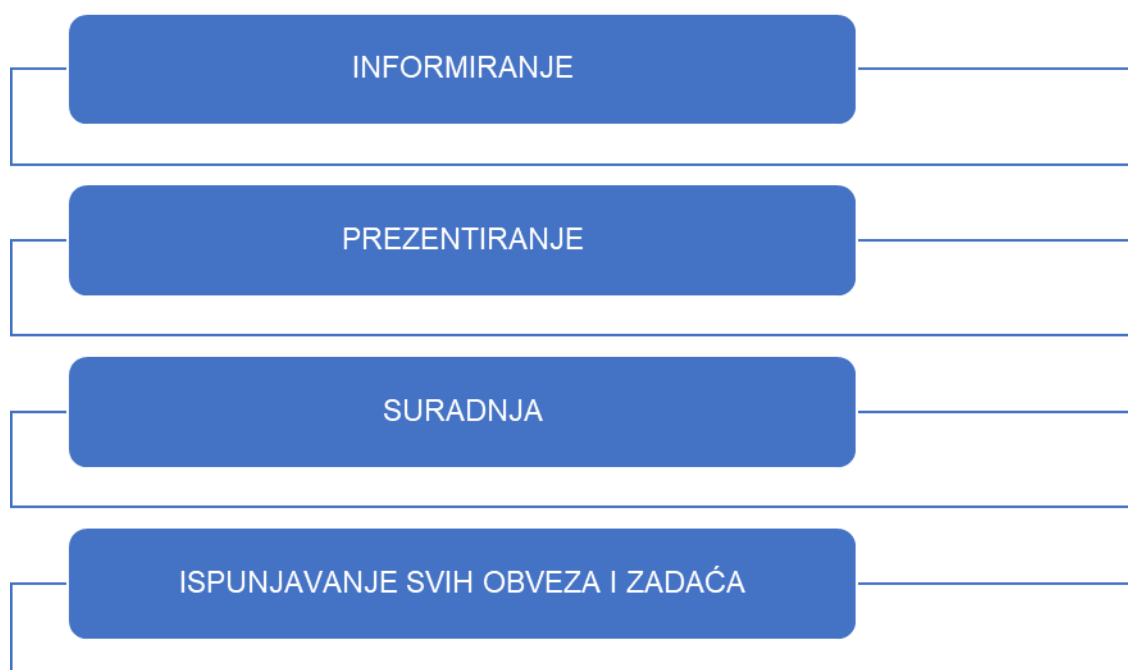 INFORMIRANJE
PREZENTIRANJE
SURADNJA
ISPUNJAVANJE SVIH OBVEZA I ZADAĆA